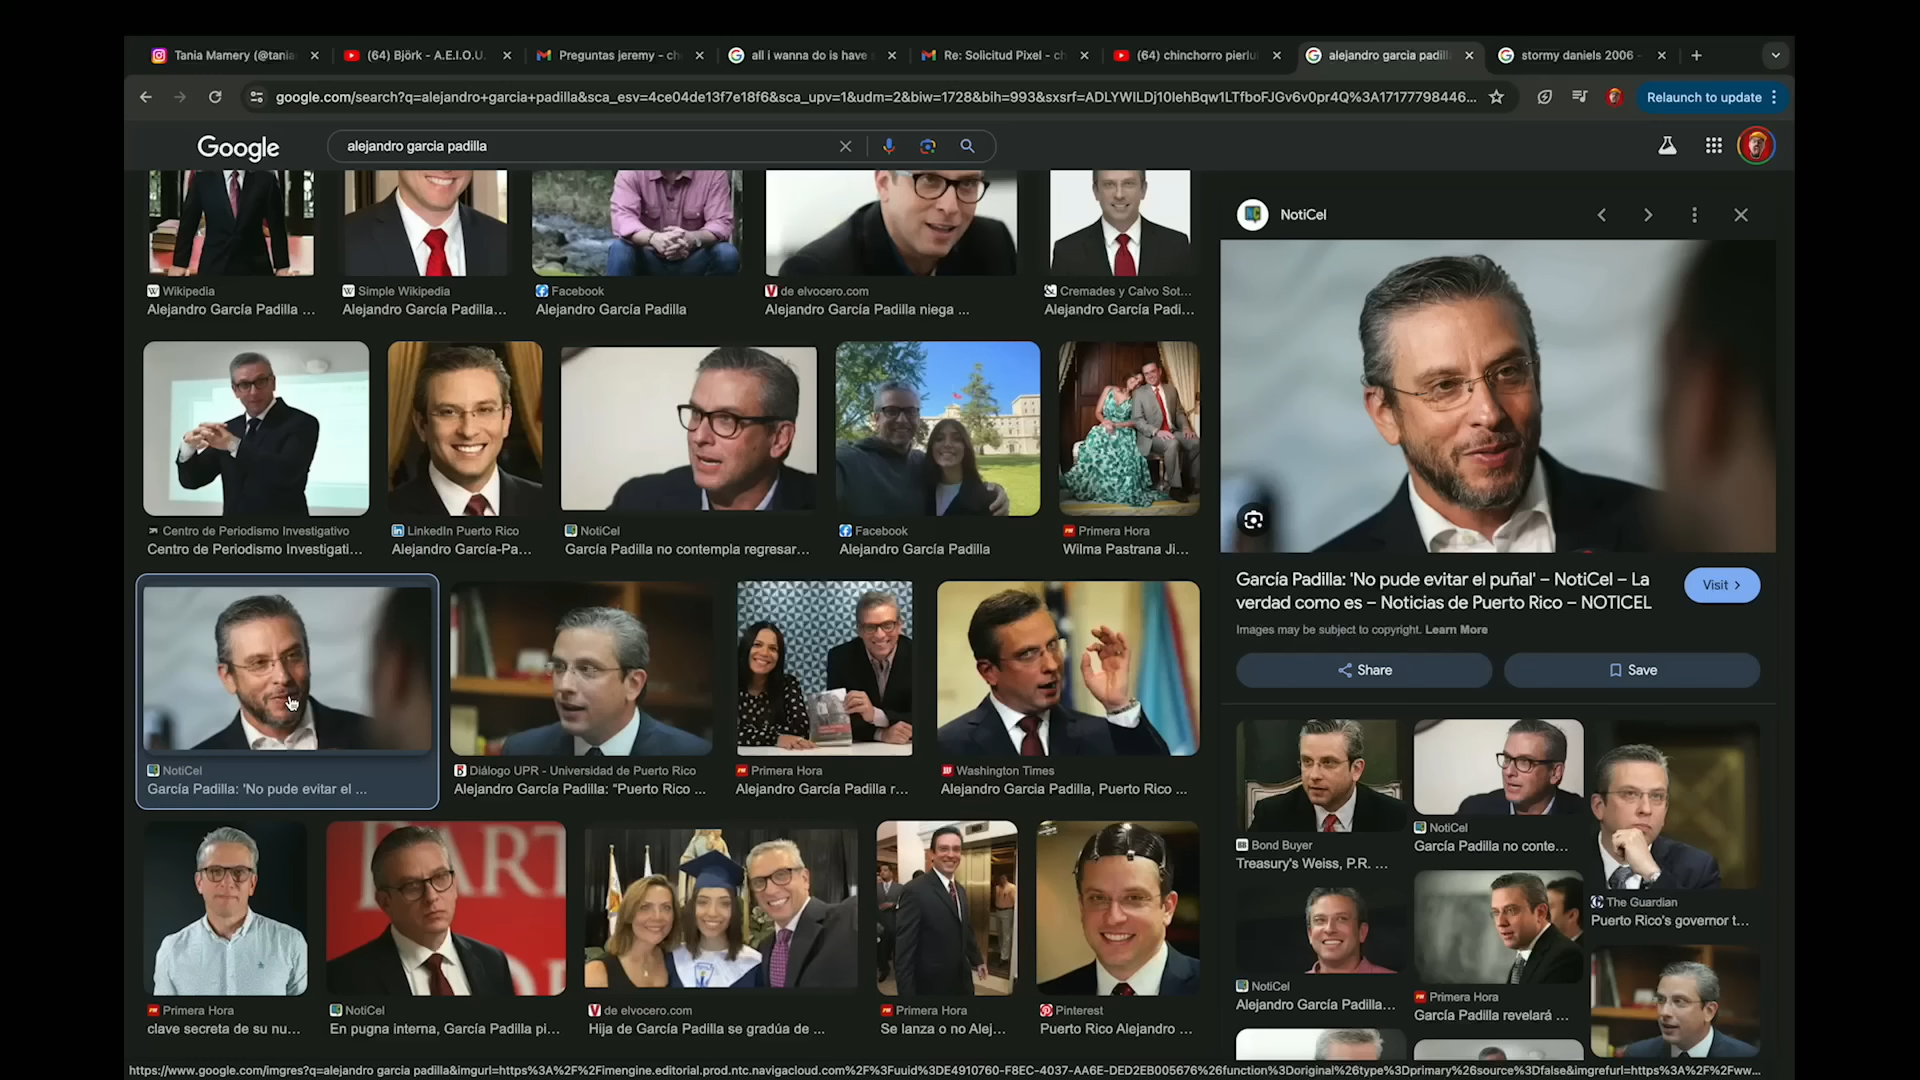 Tania Mamery (@tania
(64) Björk - A.E.I.O.U.
Preguntas jeremy - ch
all i wanna do is have s
Re: Solicitud Pixel - ch
(64) chinchorro pierlu
alejandro garcia padill
stormy daniels 2006 -
google.com/search?q=alejandro+garcia+padilla&sca_esv=4ce04de13f7e18f6&sca_upv=1&udm=2&biw=1728&bih=993&sxsrf=ADLYWILDj10IehBqw1LTfboFJGv6v0pr4Q%3A17177798446...
Relaunch to update
Google
alejandro garcia padilla
Wikipedia
Alejandro García Padilla ...
Simple Wikipedia
Alejandro García Padilla...
Facebook
Alejandro García Padilla
de elvocero.com
Alejandro García Padilla niega ...
Cremades y Calvo Sot...
Alejandro García Padi...
Centro de Periodismo Investigativo
Centro de Periodismo Investigati...
LinkedIn Puerto Rico
Alejandro García-Pa...
NotiCel
García Padilla no contempla regresar...
Facebook
Alejandro García Padilla
Primera Hora
Wilma Pastrana Ji...
NotiCel
García Padilla: 'No pude evitar el ...
Diálogo UPR - Universidad de Puerto Rico
Alejandro García Padilla: "Puerto Rico ...
Primera Hora
Alejandro García Padilla r...
Washington Times
Alejandro Garcia Padilla, Puerto Rico ...
PART
Primera Hora
clave secreta de su nu...
NotiCel
En pugna interna, García Padilla pi...
de elvocero.com
Hija de García Padilla se gradúa de ...
Primera Hora
Se lanza o no Alej...
Pinterest
Puerto Rico Alejandro ...
NotiCel
García Padilla: 'No pude evitar el puñal' – NotiCel – La
verdad como es – Noticias de Puerto Rico – NOTICEL
Visit
Images may be subject to copyright. Learn More
Share
Save
Bond Buyer
Treasury's Weiss, P.R. ...
NotiCel
García Padilla no conte...
The Guardian
Puerto Rico's governor t...
NotiCel
Alejandro García Padilla...
Primera Hora
García Padilla revelará ...
https://www.google.com/imgres?q=alejandro garcia padilla&imgurl=https%3A%2F%2Fimengine.editorial.prod.ntc.navigacloud.com%2F%3Fuuid%3DE4910760-F8EC-4037-AA6E-DED2EB005676%26function%3Doriginal%26type%3Dprimary%26source%3Dfalse&imgrefurl=https%3A%2F%2Fww...